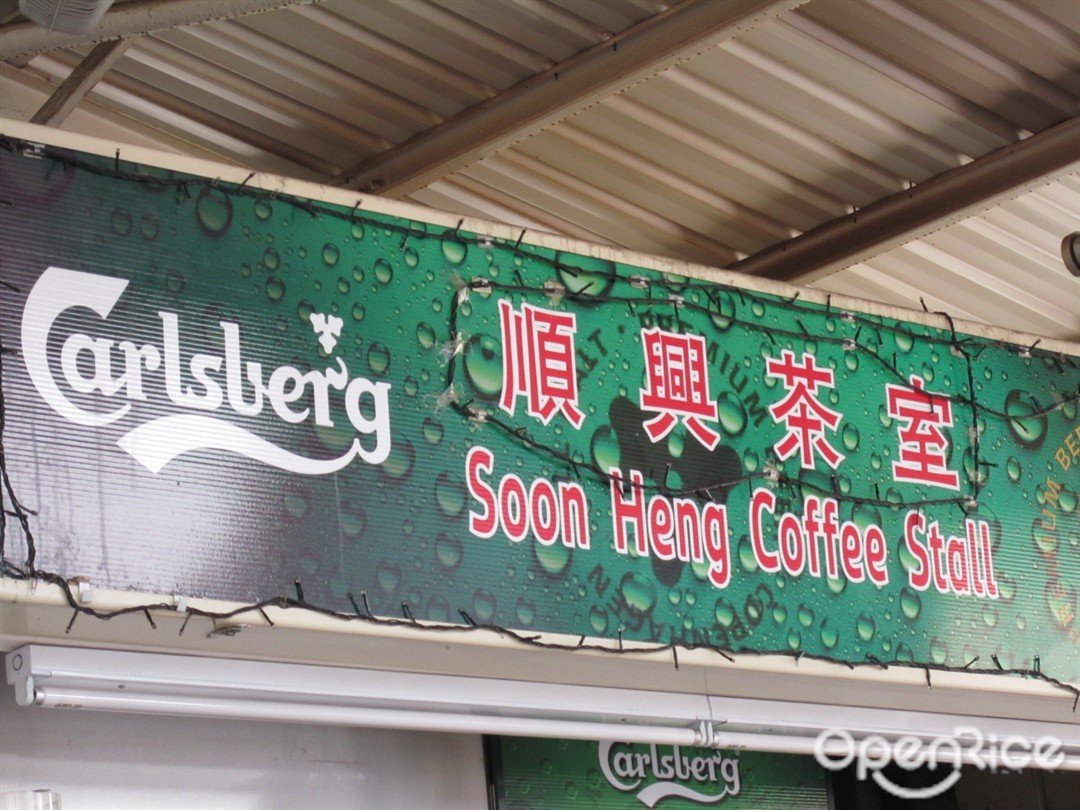 Carlsberg
順興茶室
Soon Heng Coffee Stall
Carlsberg
OpenRice